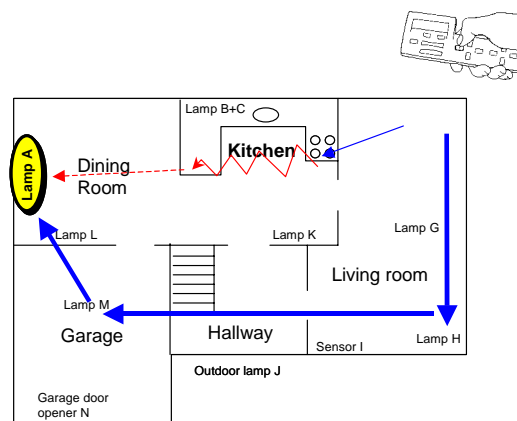 Lamp B+C
Kitchen
Lamp A
Dining
Room
Lamp G
Lamp L
Lamp K
Living room
Lamp M
Garage
Hallway
Lamp H
Sensor I
Outdoor lamp J
Garage door
opener N